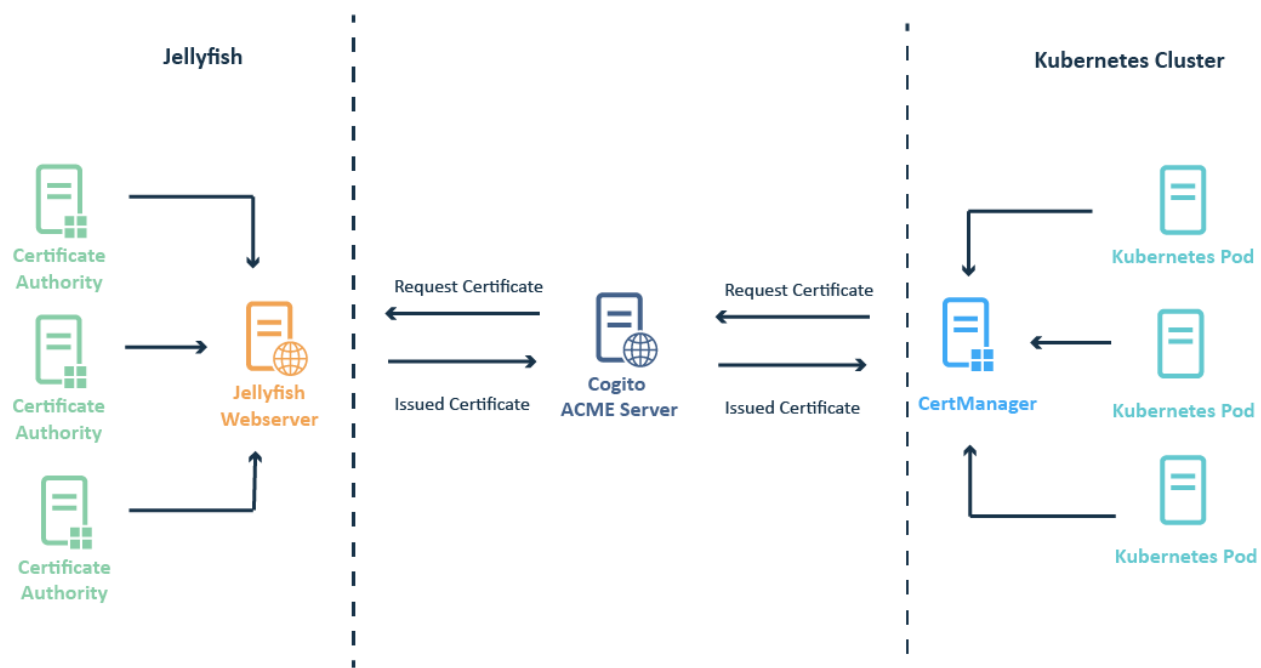 Jellyfish
Kubernetes Cluster
Certificate
Authority
Certificate
Authority
Certificate
Authority
Jellyfish
Webserver
Request Certificate
Issued Certificate
Cogito
ACME Server
Request Certificate
Issued Certificate
CertManager
Kubernetes Pod
Kubernetes Pod
Kubernetes Pod